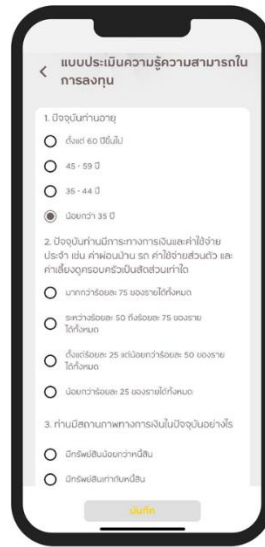 แบบประเมินความรู้ความสามารถใน
การลงทุน
1. ปัจจุบันท่านอายุ
ตั้งแต่ 60 ปีขึ้นไป
45 - 59 ปี
35 - 44 ปี
น้อยกว่า 35 ปี
2. ปัจจุบันท่านมีภาระทางการเงินและค่าใช้จ่าย
ประจำ เช่น ค่าผ่อนบ้าน รถ ค่าใช้จ่ายส่วนตัว และ
ค่าเลี้ยงดูครอบครัวเป็นสัดส่วนเท่าใด
มากกว่าร้อยละ 75 ของรายได้ทั้งหมด
ระหว่างร้อยละ 50 ถึงร้อยละ 75 ของราย
ได้ทั้งหมด
ตั้งแต่ร้อยละ 25 แต่น้อยกว่าร้อยละ 50 ของราย
ได้ทั้งหมด
น้อยกว่าร้อยละ 25 ของรายได้ทั้งหมด
3. ท่านมีสถานภาพทางการเงินในปัจจุบันอย่างไร
มีทรัพย์สินน้อยกว่าหนี้สิน
มีทรัพย์สินเท่ากับหนี้สิน
บันทึก